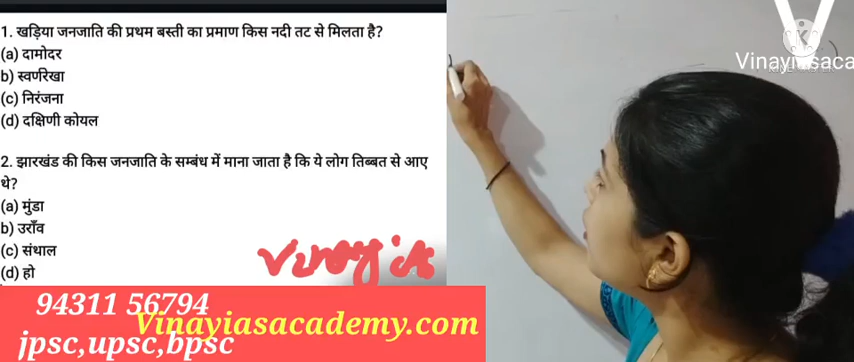 1. खड़िया जनजाति की प्रथम बस्ती का प्रमाण किस नदी तट से मिलता है?
(a) दामोदर
b) स्वर्णरेखा
(c) निरंजना
(d) दक्षिणी कोयल
2. झारखंड की किस जनजाति के सम्बंध में माना जाता है कि ये लोग तिब्बत से आए
थे?
(a) मुंडा
b) उराँव
(c) संथाल
(d) हो
94311 56794
Vinayiasacademy.com
jpsc,upsc,bpsc
Vinayiasaca